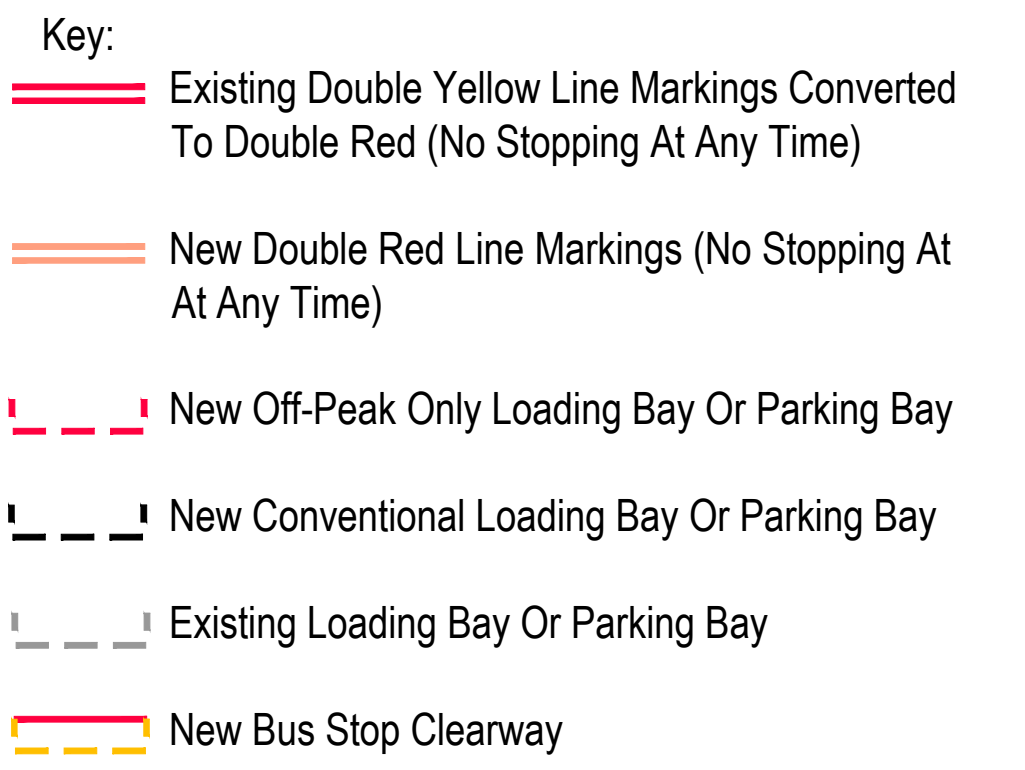 Key:
Existing Double Yellow Line Markings Converted
To Double Red (No Stopping At Any Time)
New Double Red Line Markings (No Stopping At
At Any Time)
New Off-Peak Only Loading Bay Or Parking Bay
New Conventional Loading Bay Or Parking Bay
Existing Loading Bay Or Parking Bay
New Bus Stop Clearway